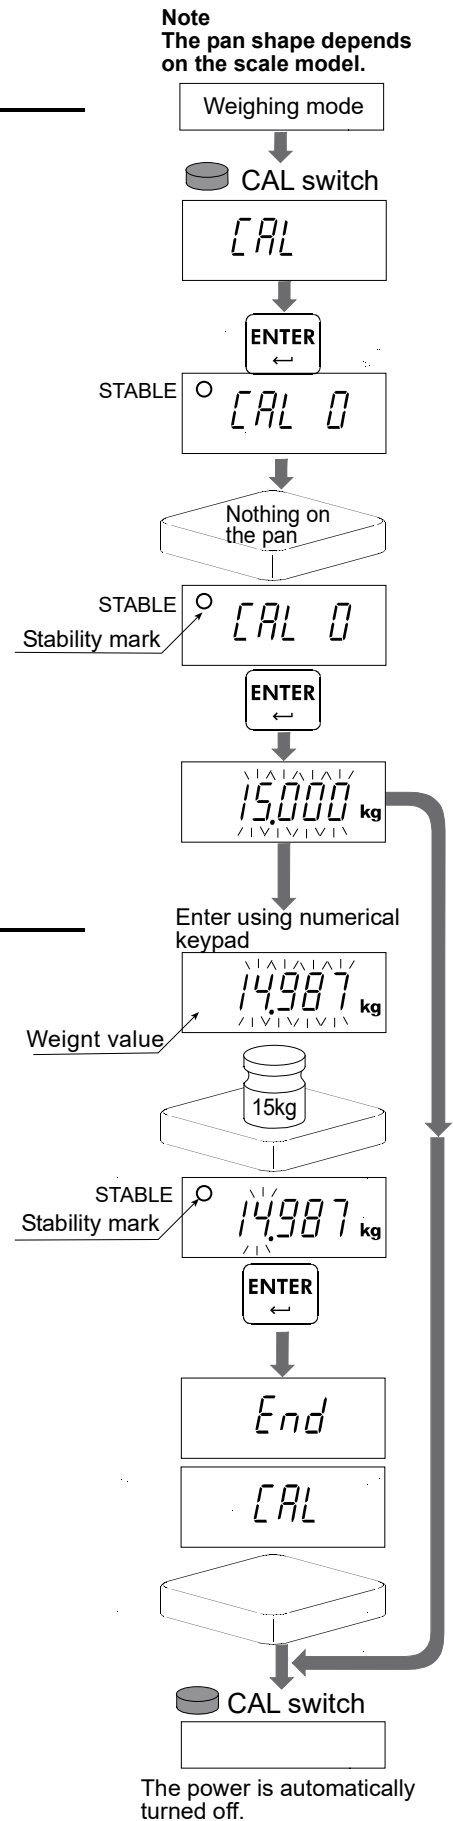 Note
The pan shape depends
on the scale model.
Weighing mode
CAL switch
CAL
ENTER
STABLE
CAL 0
Nothing on
the pan
STABLE
CAL 0
Stability mark
ENTER
15.000 kg
Enter using numerical
keypad
14.987 kg
Weignt value
15kg
STABLE
14.987 kg
Stability mark
ENTER
End
CAL
CAL switch
The power is automatically
turned off.